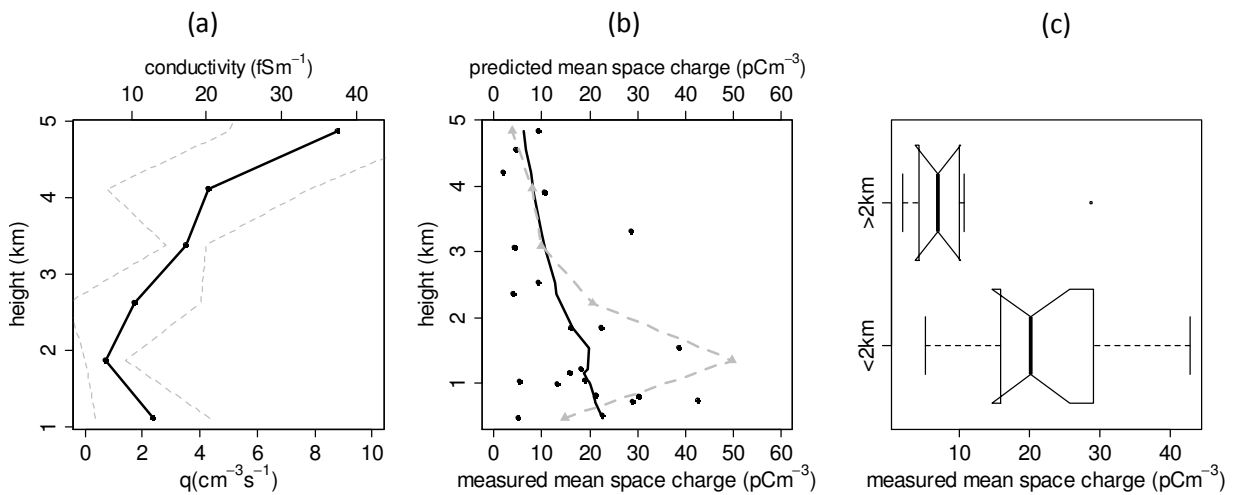 (a)
conductivity (fSm⁻¹)
10 20 30 40
5
4
3
2
1
height (km)
0 2 4 6 8 10
q(cm⁻³s⁻¹)
(b)
predicted mean space charge (pCm⁻³)
0 10 20 30 40 50 60
5
4
3
2
1
height (km)
0 10 20 30 40 50 60
measured mean space charge (pCm⁻³)
(c)
>2km
<2km
10 20 30 40
measured mean space charge (pCm⁻³)